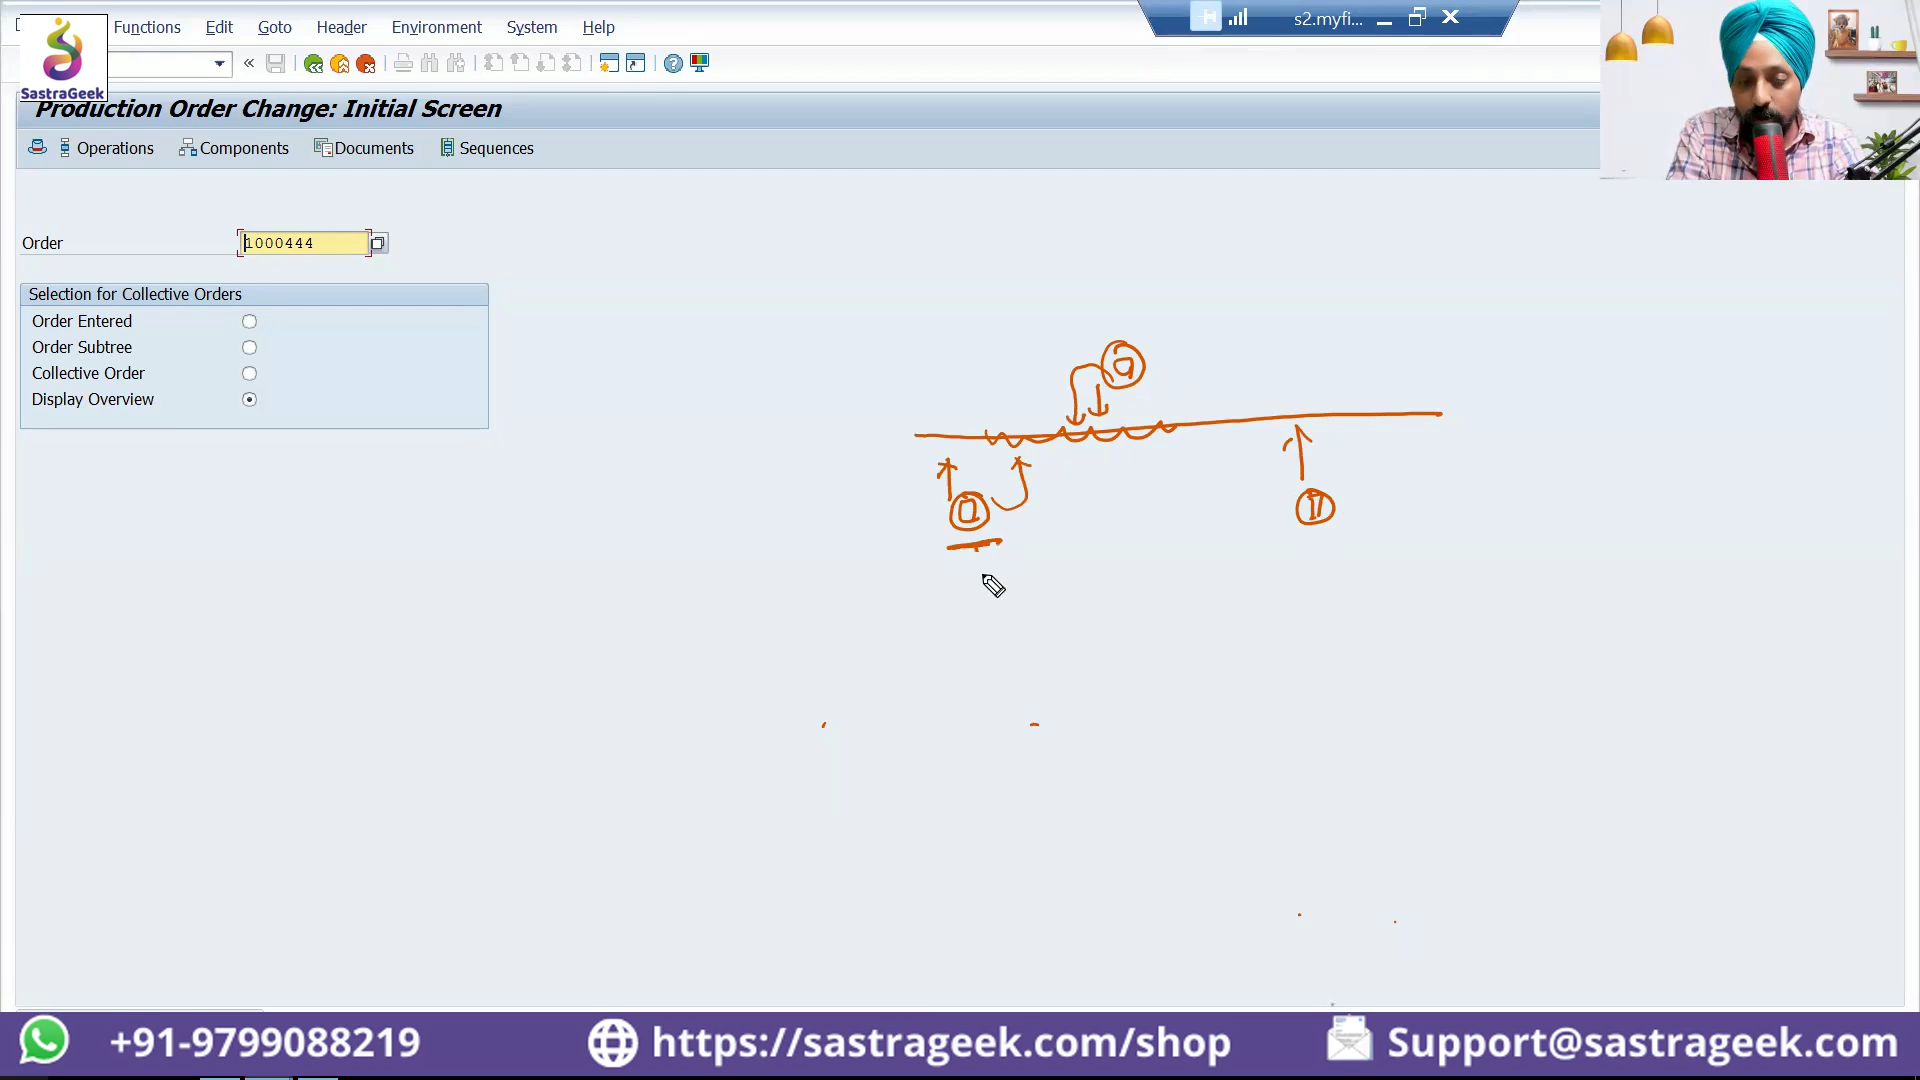 Functions Edit Goto Header Environment System Help
s2.myfi...
SastraGeek
Production Order Change: Initial Screen
Operations Components Documents Sequences
Order 1000444
Selection for Collective Orders
Order Entered
Order Subtree
Collective Order
Display Overview
+91-9799088219 https://sastrageek.com/shop Support@sastrageek.com